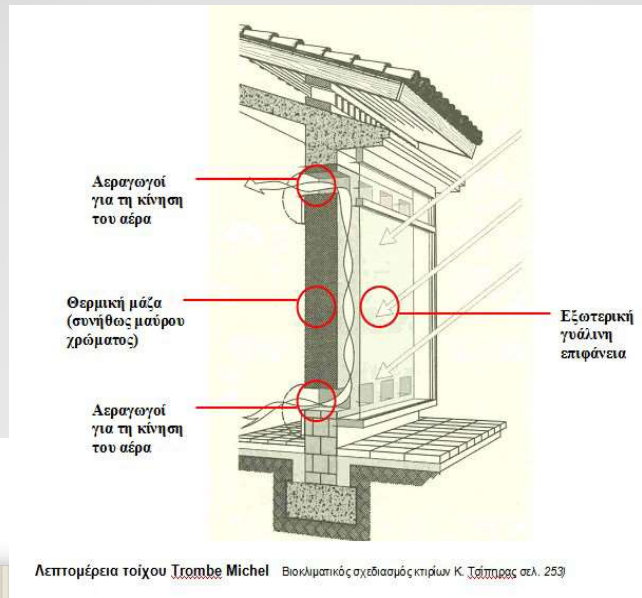 Αεραγωγοί
για τη κίνηση
του αέρα
Θερμική μάζα
(συνήθως μαύρου
χρώματος)
Εξωτερική
γυάλινη
επιφάνεια
Αεραγωγοί
για τη κίνηση
του αέρα
Λεπτομέρεια τοίχου Trombe Michel Βιοκλιματικός σχεδιασμός κτιρίων Κ. Τσίπηρας σελ. 253)